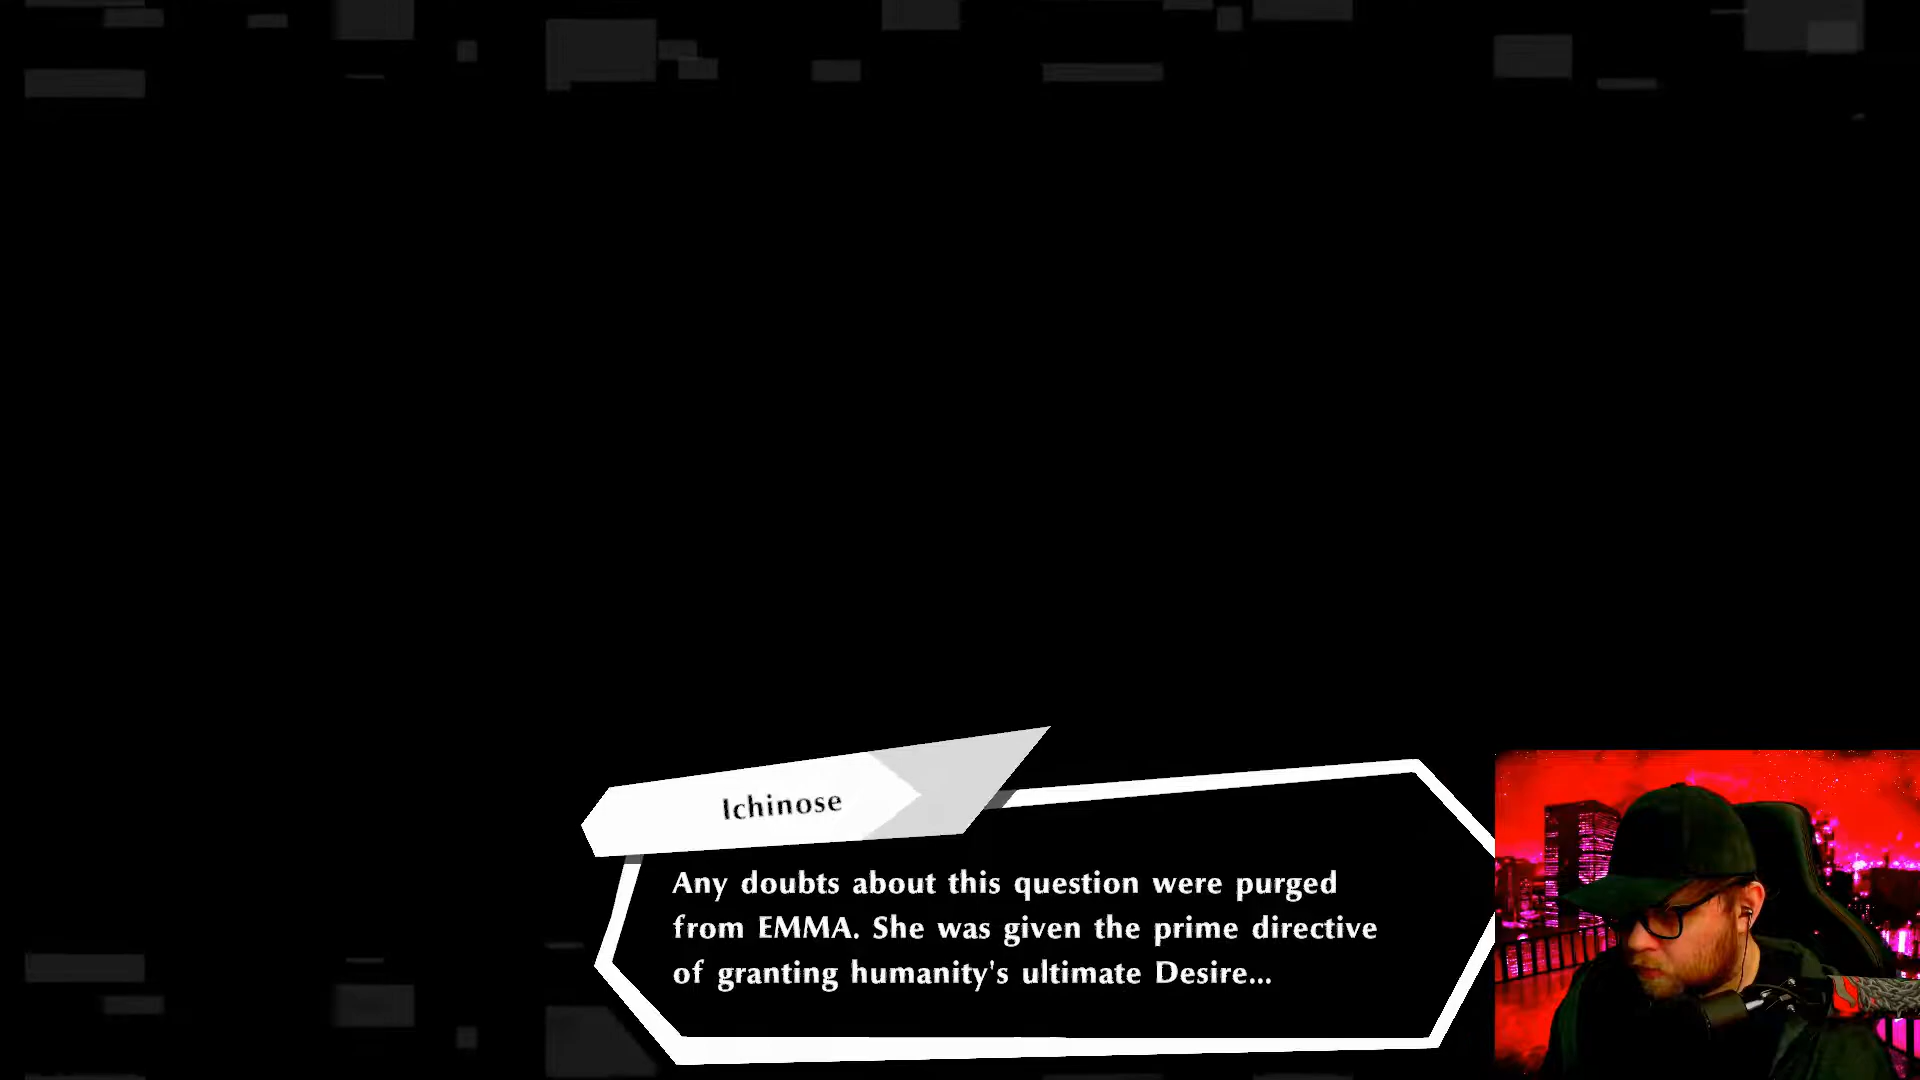 Ichinose
Any doubts about this question were purged
from EMMA. She was given the prime directive
of granting humanity's ultimate Desire...